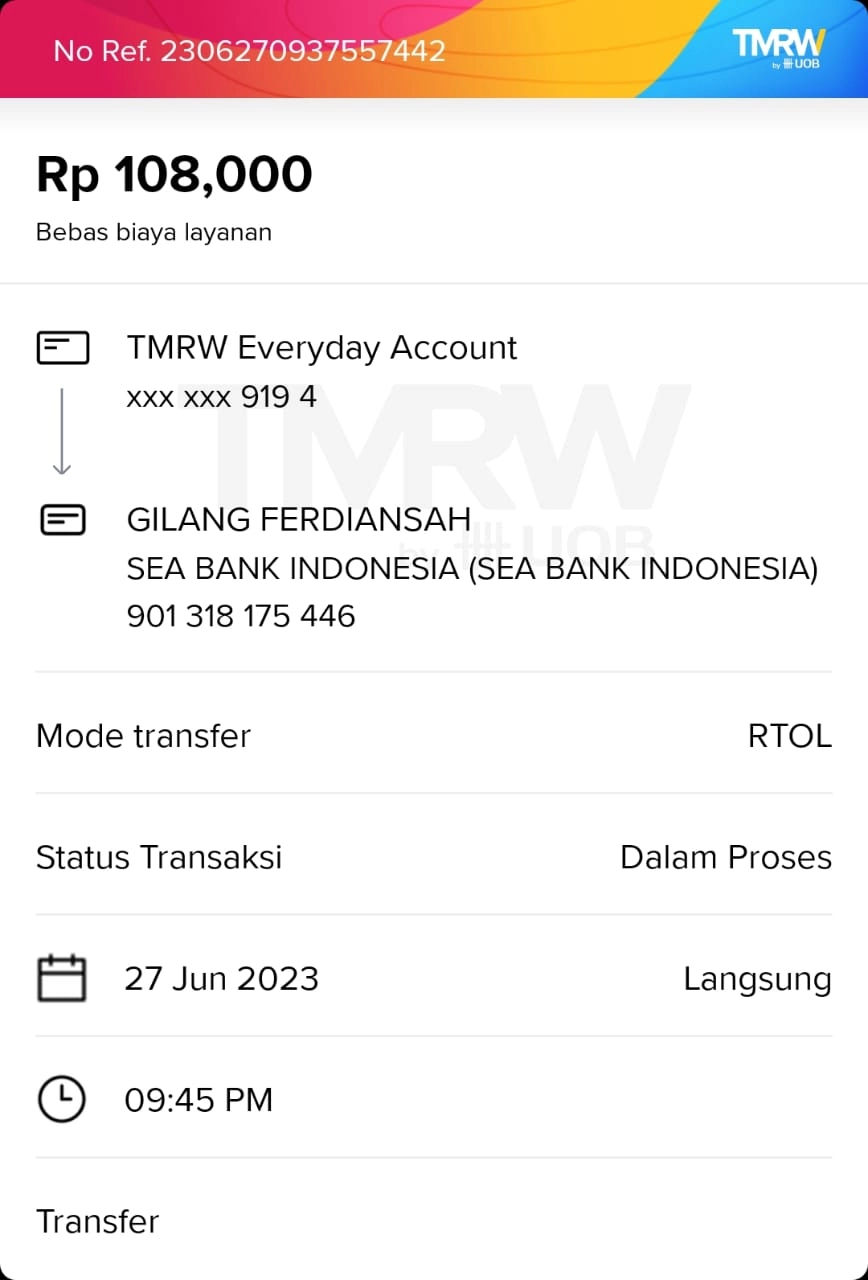 No Ref. 2306270937557442
TMRW
by UOB
Rp 108,000
Bebas biaya layanan
TMRW Everyday Account
xxx xxx 919 4
TMRW
by UOB
GILANG FERDIANSAH
SEA BANK INDONESIA (SEA BANK INDONESIA)
901 318 175 446
Mode transfer RTOL
Status Transaksi Dalam Proses
27 Jun 2023 Langsung
09:45 PM
Transfer